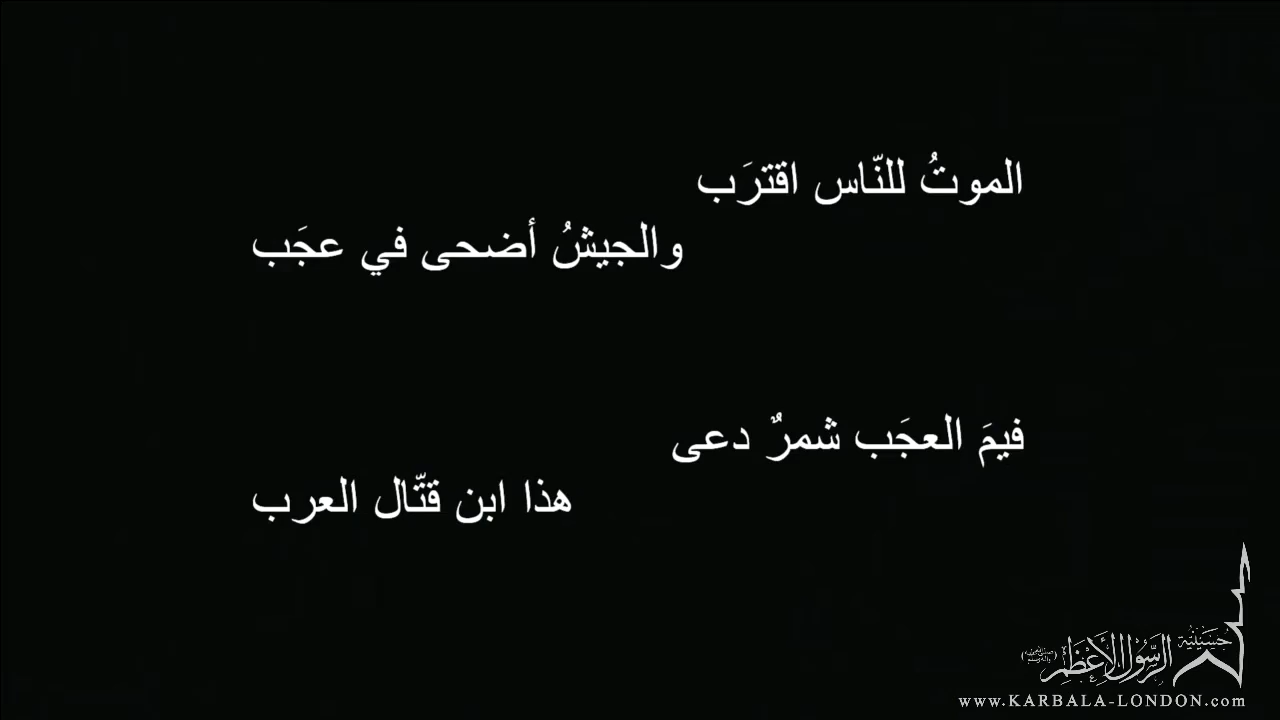 الموتُ للنّاس اقترَب
والجيشُ أضحى في عجَب
فيمَ العجَب شمرٌ دعى
هذا ابن قتّال العرب
حسينية الرسول الأعظم
www.KARBALA-LONDON.com